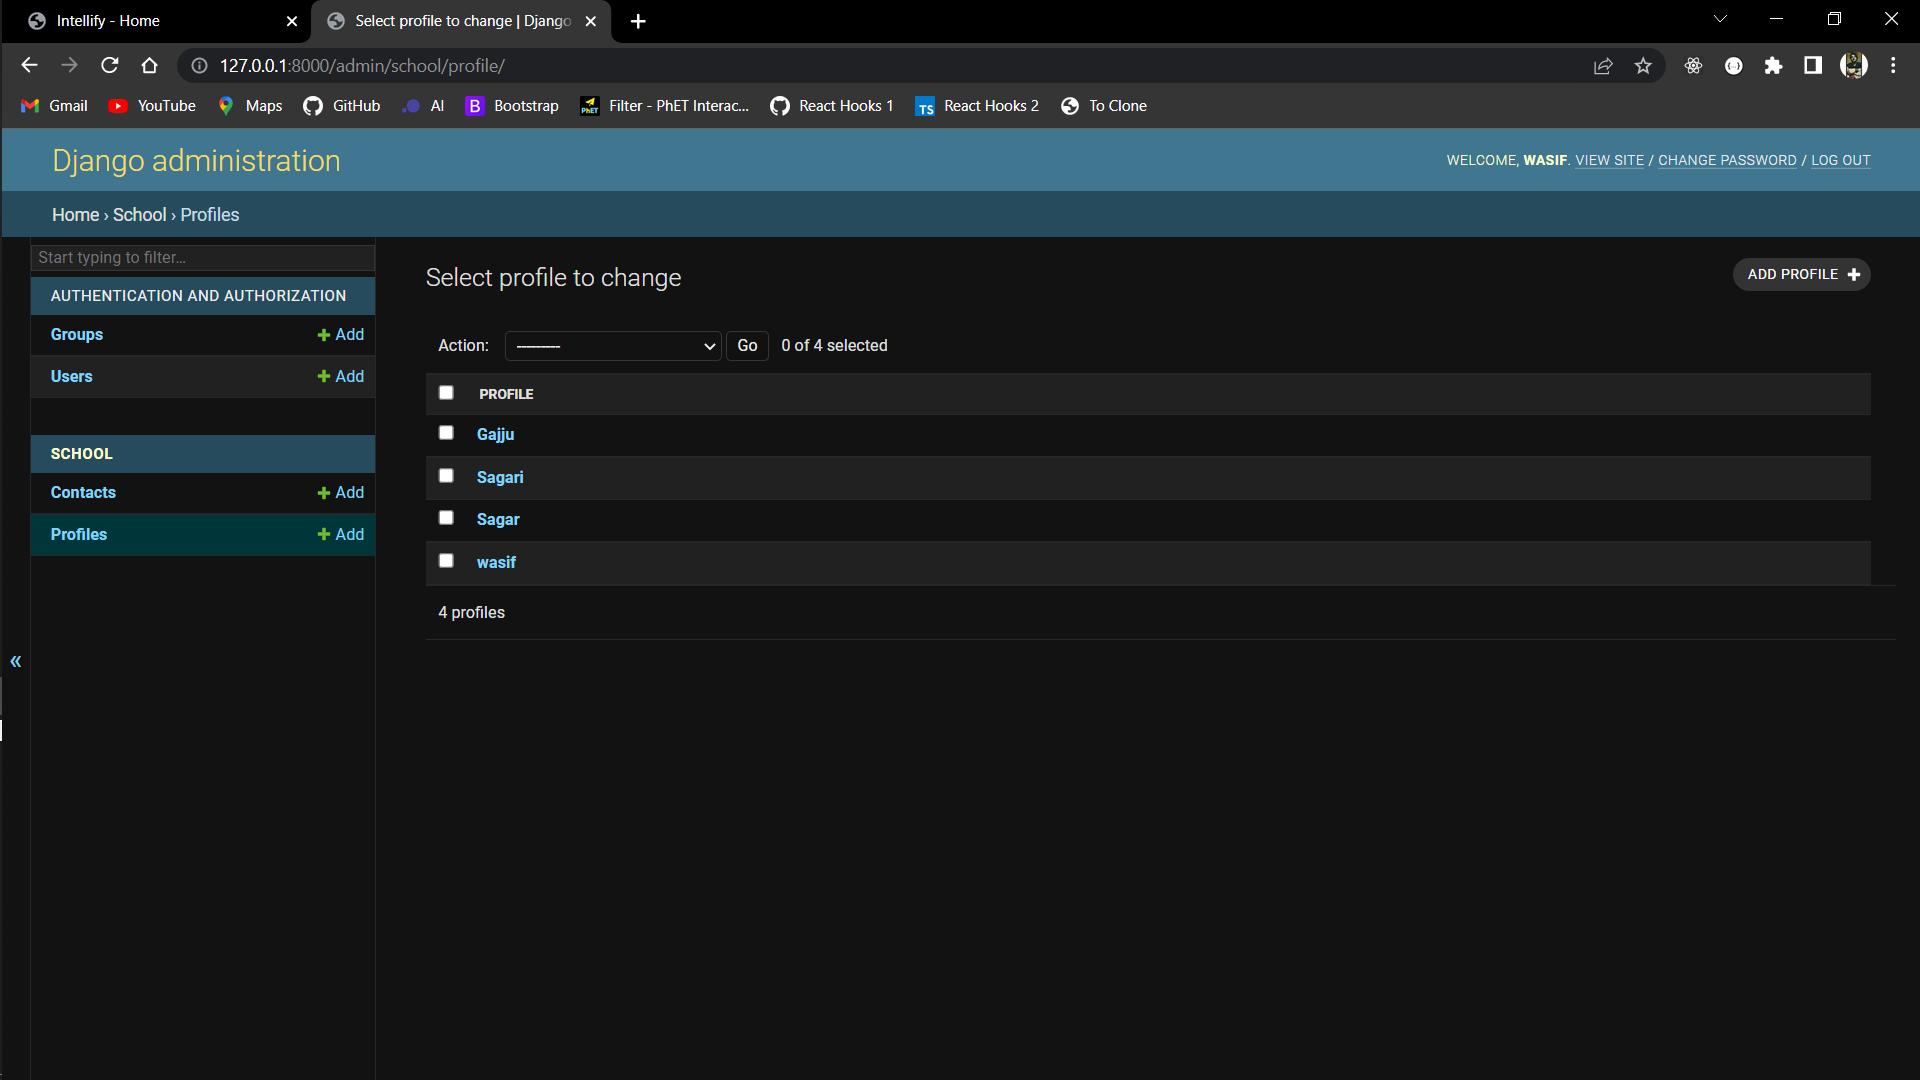 Intellify - Home
Select profile to change | Django
127.0.0.1:8000/admin/school/profile/
Gmail YouTube Maps GitHub AI B Bootstrap PhET Filter - PhET Interac... React Hooks 1 TS React Hooks 2 To Clone
Django administration
WELCOME, WASIF. VIEW SITE / CHANGE PASSWORD / LOG OUT
Home › School › Profiles
Start typing to filter...
AUTHENTICATION AND AUTHORIZATION
Groups + Add
Users + Add
SCHOOL
Contacts + Add
Profiles + Add
«
Select profile to change
ADD PROFILE +
Action: --------- Go 0 of 4 selected
PROFILE
Gajju
Sagari
Sagar
wasif
4 profiles